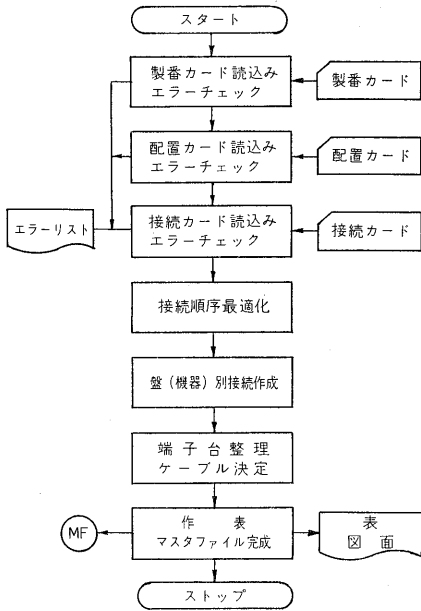 スタート
製番カード読込み
エラーチェック
製番カード
配置カード読込み
エラーチェック
配置カード
接続カード読込み
エラーチェック
接続カード
エラーリスト
接続順序最適化
盤（機器）別接続作成
端子台整理
ケーブル決定
作表
マスタファイル完成
MF
表
図面
ストップ